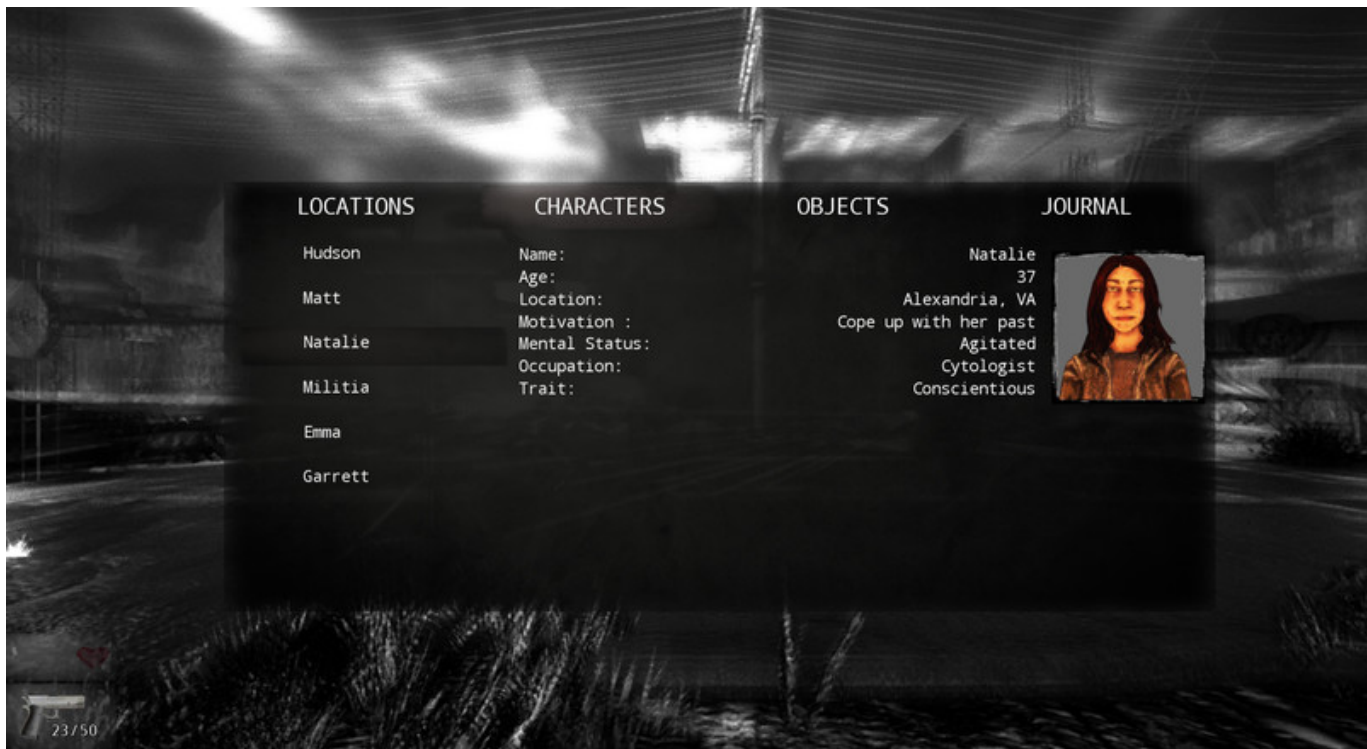 LOCATIONS CHARACTERS OBJECTS JOURNAL
Hudson
Matt
Natalie
Militia
Emma
Garrett
Name: Natalie
Age: 37
Location: Alexandria, VA
Motivation : Cope up with her past
Mental Status: Agitated
Occupation: Cytologist
Trait: Conscientious
23/50